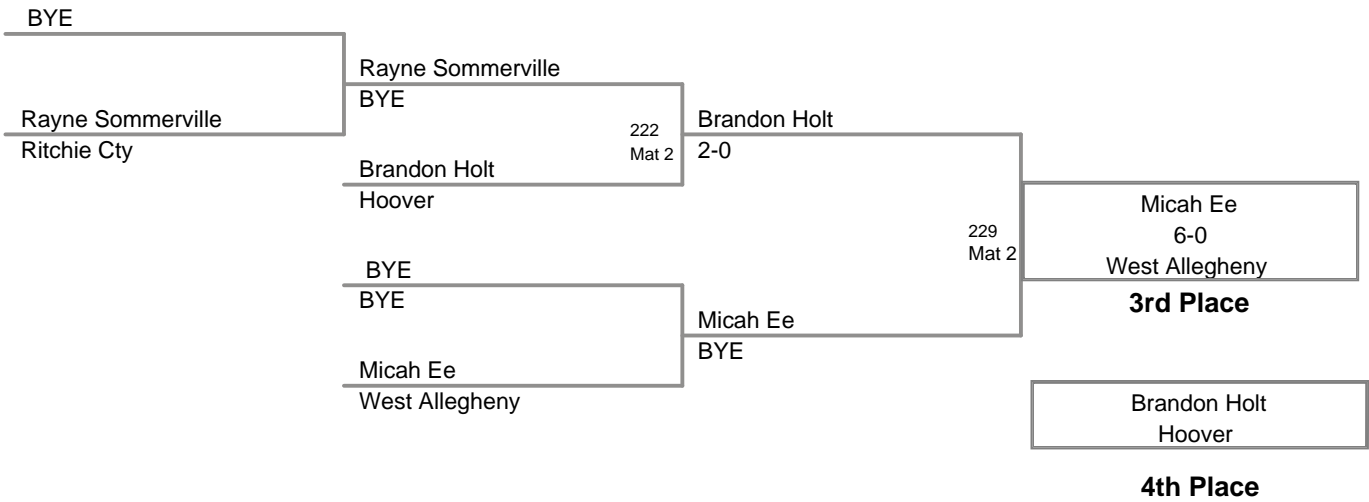 BYE
Rayne Sommerville
Ritchie Cty
Rayne Sommerville
BYE
222
Mat 2
Brandon Holt
Hoover
BYE
BYE
Micah Ee
West Allegheny
Brandon Holt
2-0
229
Mat 2
Micah Ee
BYE
Micah Ee
6-0
West Allegheny
3rd Place
Brandon Holt
Hoover
4th Place